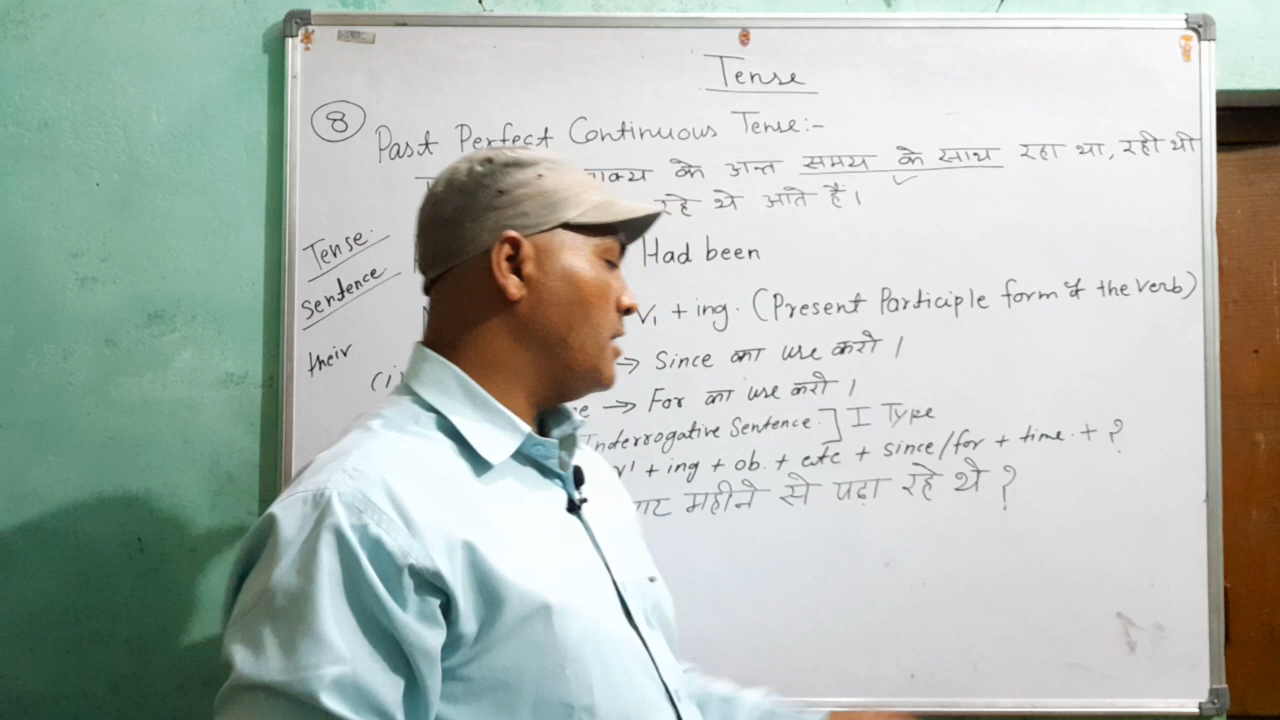 Tense
8
Past Perfect Continuous Tense:-
के अन्त समय के साथ रहा था, रही थी
रहे थे आते हैं।
Tense.
Had been
Sentence
V₁ + ing. (Present Participle form of the verb)
their
→ Since का use करो।
→ For का use करो।
Inderrogative Sentence.] I Type
v¹ + ing + ob. + etc + since/for + time. + ?
महीने से पढ़ा रहे थे ?